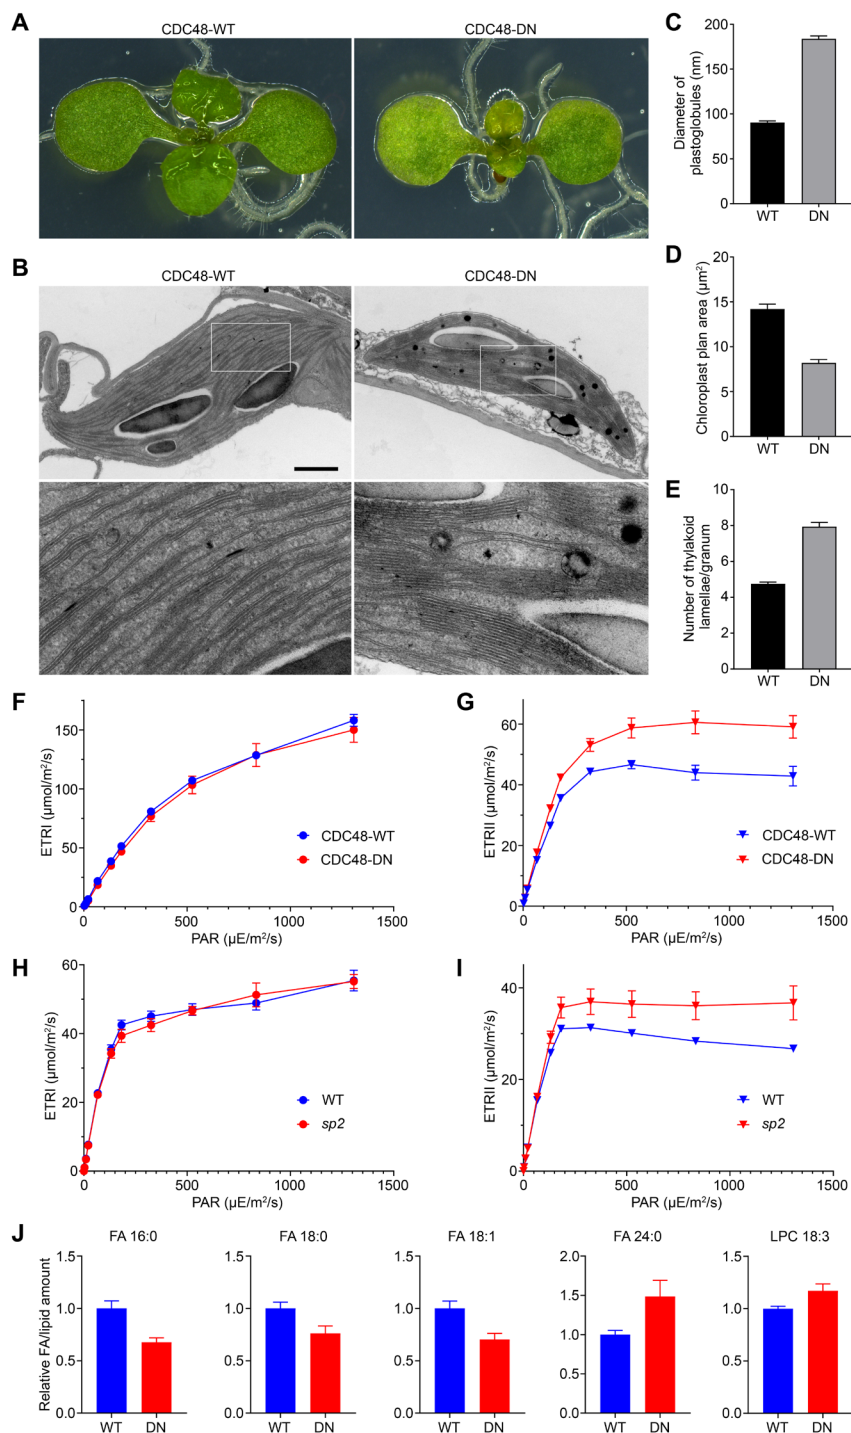 A
CDC48-WT
CDC48-DN
B
CDC48-WT
CDC48-DN
C
Diameter of
plastoglobules (nm)
200
150
100
50
0
WT
DN
D
Chloroplast plan area (µm²)
20
15
10
5
0
WT
DN
E
Number of thylakoid
lamellae/granum
10
8
6
4
2
0
WT
DN
F
ETRI (µmol/m²/s)
150
100
50
0
CDC48-WT
CDC48-DN
0
500
1000
1500
PAR (µE/m²/s)
G
ETRII (µmol/m²/s)
60
40
20
0
CDC48-WT
CDC48-DN
0
500
1000
1500
PAR (µE/m²/s)
H
ETRI (µmol/m²/s)
60
40
20
0
WT
sp2
0
500
1000
1500
PAR (µE/m²/s)
I
ETRII (µmol/m²/s)
40
20
0
WT
sp2
0
500
1000
1500
PAR (µE/m²/s)
J
Relative FA/lipid amount
FA 16:0
1.5
1.0
0.5
0.0
WT
DN
FA 18:0
1.5
1.0
0.5
0.0
WT
DN
FA 18:1
1.5
1.0
0.5
0.0
WT
DN
FA 24:0
2.0
1.5
1.0
0.5
0.0
WT
DN
LPC 18:3
1.5
1.0
0.5
0.0
WT
DN